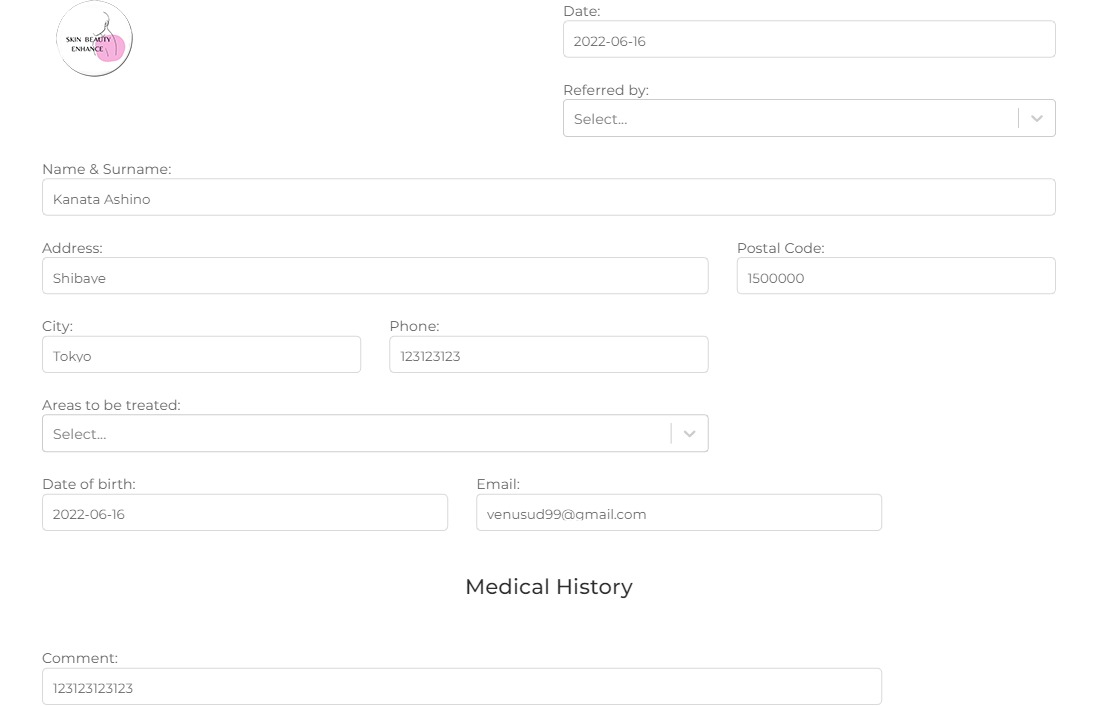 SKIN BEAUTY
ENHANCE
Date:
2022-06-16
Referred by:
Select...
Name & Surname:
Kanata Ashino
Address:
Shibaye
Postal Code:
1500000
City:
Tokyo
Phone:
123123123
Areas to be treated:
Select...
Date of birth:
2022-06-16
Email:
venusud99@gmail.com
Medical History
Comment:
123123123123